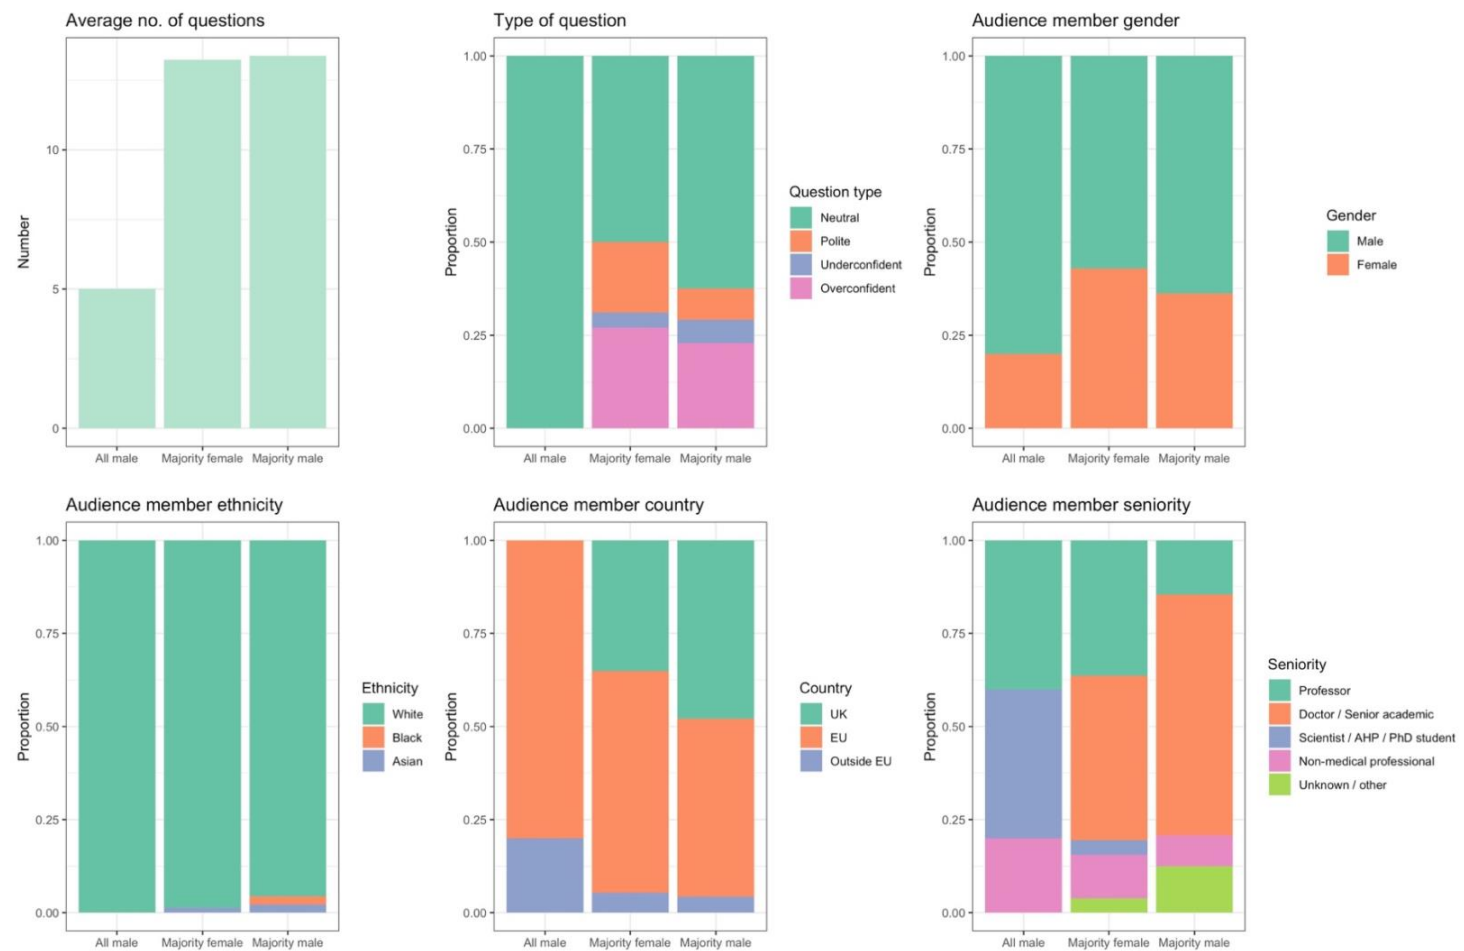 Average no. of questions
Number
10
5
0
All male
Majority female
Majority male
Type of question
Proportion
1.00
0.75
0.50
0.25
0.00
All male
Majority female
Majority male
Question type
Neutral
Polite
Underconfident
Overconfident
Audience member gender
Proportion
1.00
0.75
0.50
0.25
0.00
All male
Majority female
Majority male
Gender
Male
Female
Audience member ethnicity
Proportion
1.00
0.75
0.50
0.25
0.00
All male
Majority female
Majority male
Ethnicity
White
Black
Asian
Audience member country
Proportion
1.00
0.75
0.50
0.25
0.00
All male
Majority female
Majority male
Country
UK
EU
Outside EU
Audience member seniority
Proportion
1.00
0.75
0.50
0.25
0.00
All male
Majority female
Majority male
Seniority
Professor
Doctor / Senior academic
Scientist / AHP / PhD student
Non-medical professional
Unknown / other